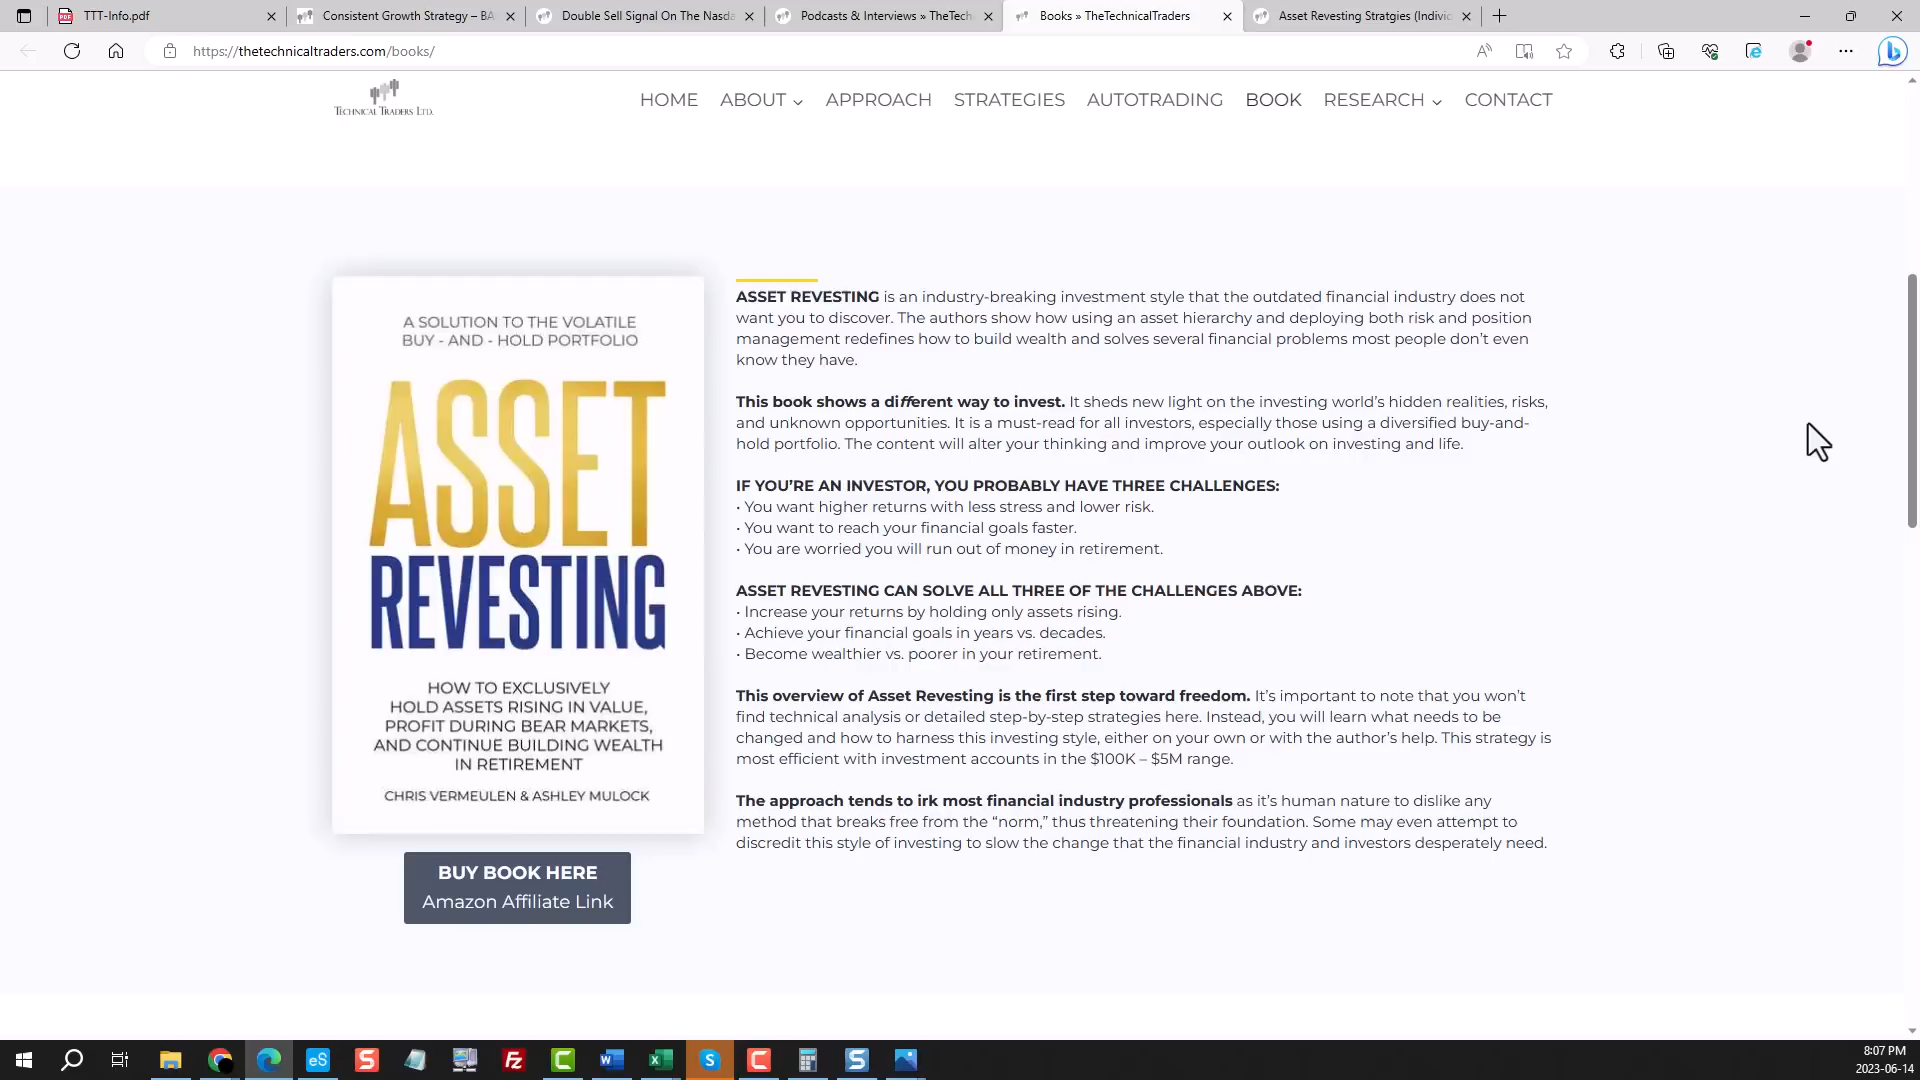 TTT-Info.pdf
Consistent Growth Strategy – BA
Double Sell Signal On The Nasda
Podcasts & Interviews » TheTech
Books » TheTechnicalTraders
Asset Revesting Stratgies (Indivi
https://thetechnicaltraders.com/books/
TECHNICAL TRADERS LTD.
HOME ABOUT APPROACH STRATEGIES AUTOTRADING BOOK RESEARCH CONTACT
A SOLUTION TO THE VOLATILE
BUY - AND - HOLD PORTFOLIO
ASSET
REVESTING
HOW TO EXCLUSIVELY
HOLD ASSETS RISING IN VALUE,
PROFIT DURING BEAR MARKETS,
AND CONTINUE BUILDING WEALTH
IN RETIREMENT
CHRIS VERMEULEN & ASHLEY MULOCK
BUY BOOK HERE
Amazon Affiliate Link
ASSET REVESTING is an industry-breaking investment style that the outdated financial industry does not
want you to discover. The authors show how using an asset hierarchy and deploying both risk and position
management redefines how to build wealth and solves several financial problems most people don't even
know they have.
This book shows a different way to invest. It sheds new light on the investing world's hidden realities, risks,
and unknown opportunities. It is a must-read for all investors, especially those using a diversified buy-and-
hold portfolio. The content will alter your thinking and improve your outlook on investing and life.
IF YOU'RE AN INVESTOR, YOU PROBABLY HAVE THREE CHALLENGES:
• You want higher returns with less stress and lower risk.
• You want to reach your financial goals faster.
• You are worried you will run out of money in retirement.
ASSET REVESTING CAN SOLVE ALL THREE OF THE CHALLENGES ABOVE:
• Increase your returns by holding only assets rising.
• Achieve your financial goals in years vs. decades.
• Become wealthier vs. poorer in your retirement.
This overview of Asset Revesting is the first step toward freedom. It's important to note that you won't
find technical analysis or detailed step-by-step strategies here. Instead, you will learn what needs to be
changed and how to harness this investing style, either on your own or with the author's help. This strategy is
most efficient with investment accounts in the $100K – $5M range.
The approach tends to irk most financial industry professionals as it's human nature to dislike any
method that breaks free from the “norm,” thus threatening their foundation. Some may even attempt to
discredit this style of investing to slow the change that the financial industry and investors desperately need.
8:07 PM
2023-06-14